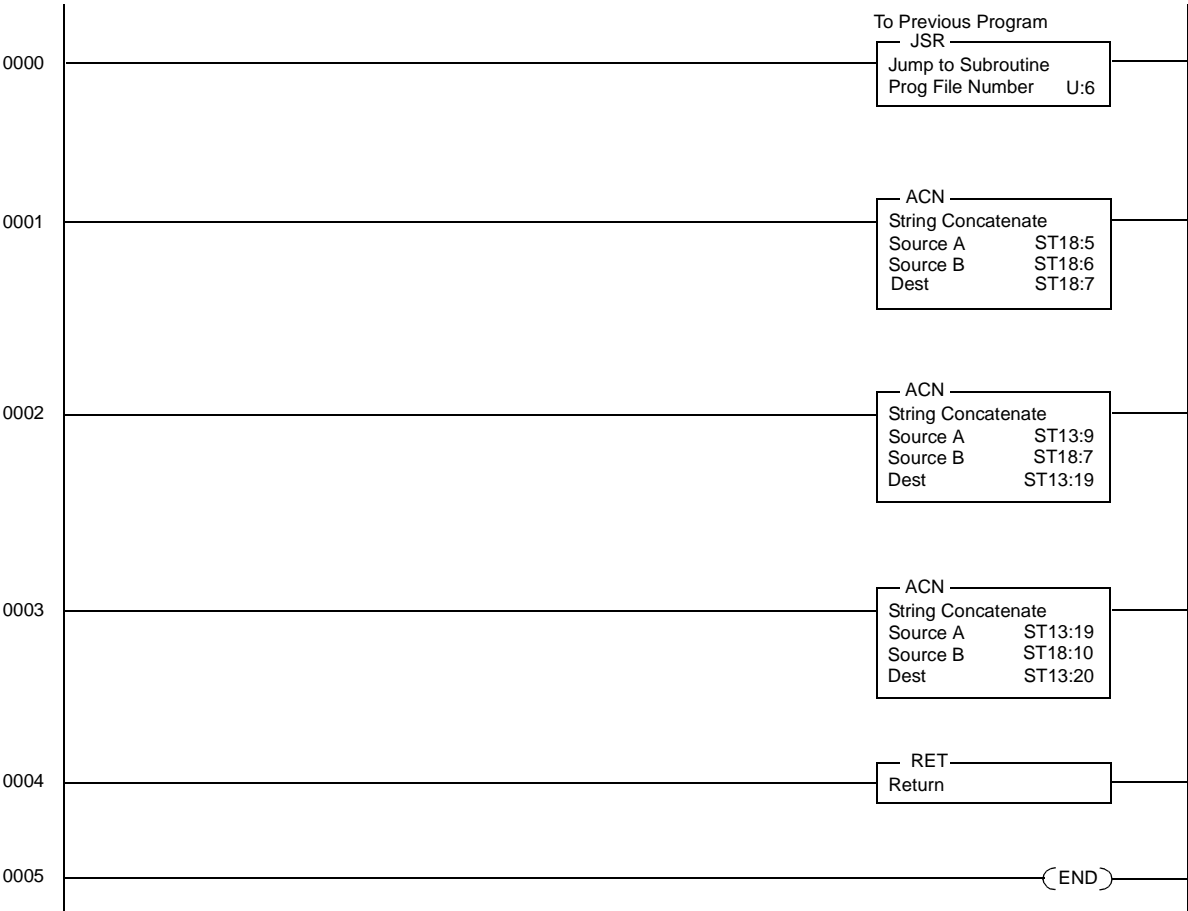 To Previous Program
JSR
0000
Jump to Subroutine
Prog File Number U:6
ACN
0001
String Concatenate
Source A ST18:5
Source B ST18:6
Dest ST18:7
ACN
0002
String Concatenate
Source A ST13:9
Source B ST18:7
Dest ST13:19
ACN
0003
String Concatenate
Source A ST13:19
Source B ST18:10
Dest ST13:20
RET
0004
Return
0005
END